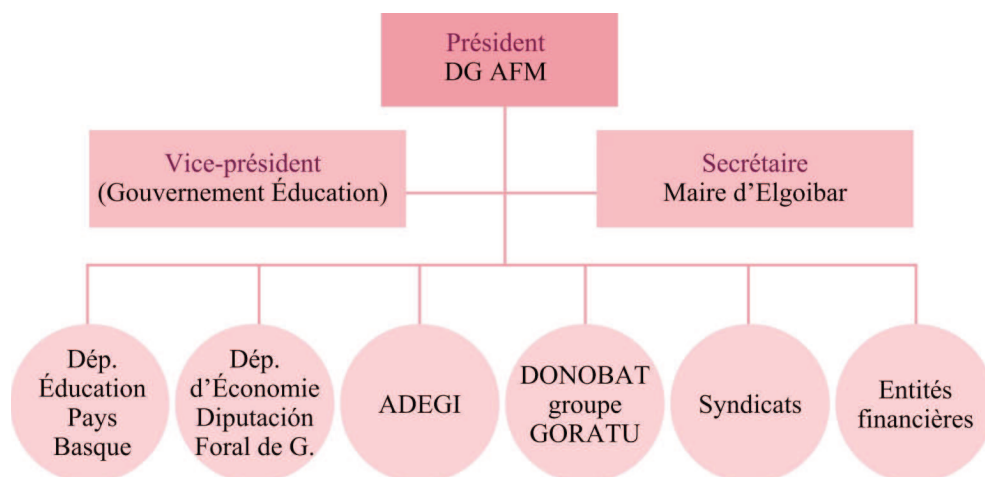 Président
DG AFM
Vice-président
(Gouvernement Éducation)
Secrétaire
Maire d’Elgoibar
Dép.
Éducation
Pays
Basque
Dép.
d’Économie
Diputación
Foral de G.
ADEGI
DONOBAT
groupe
GORATU
Syndicats
Entités
financières